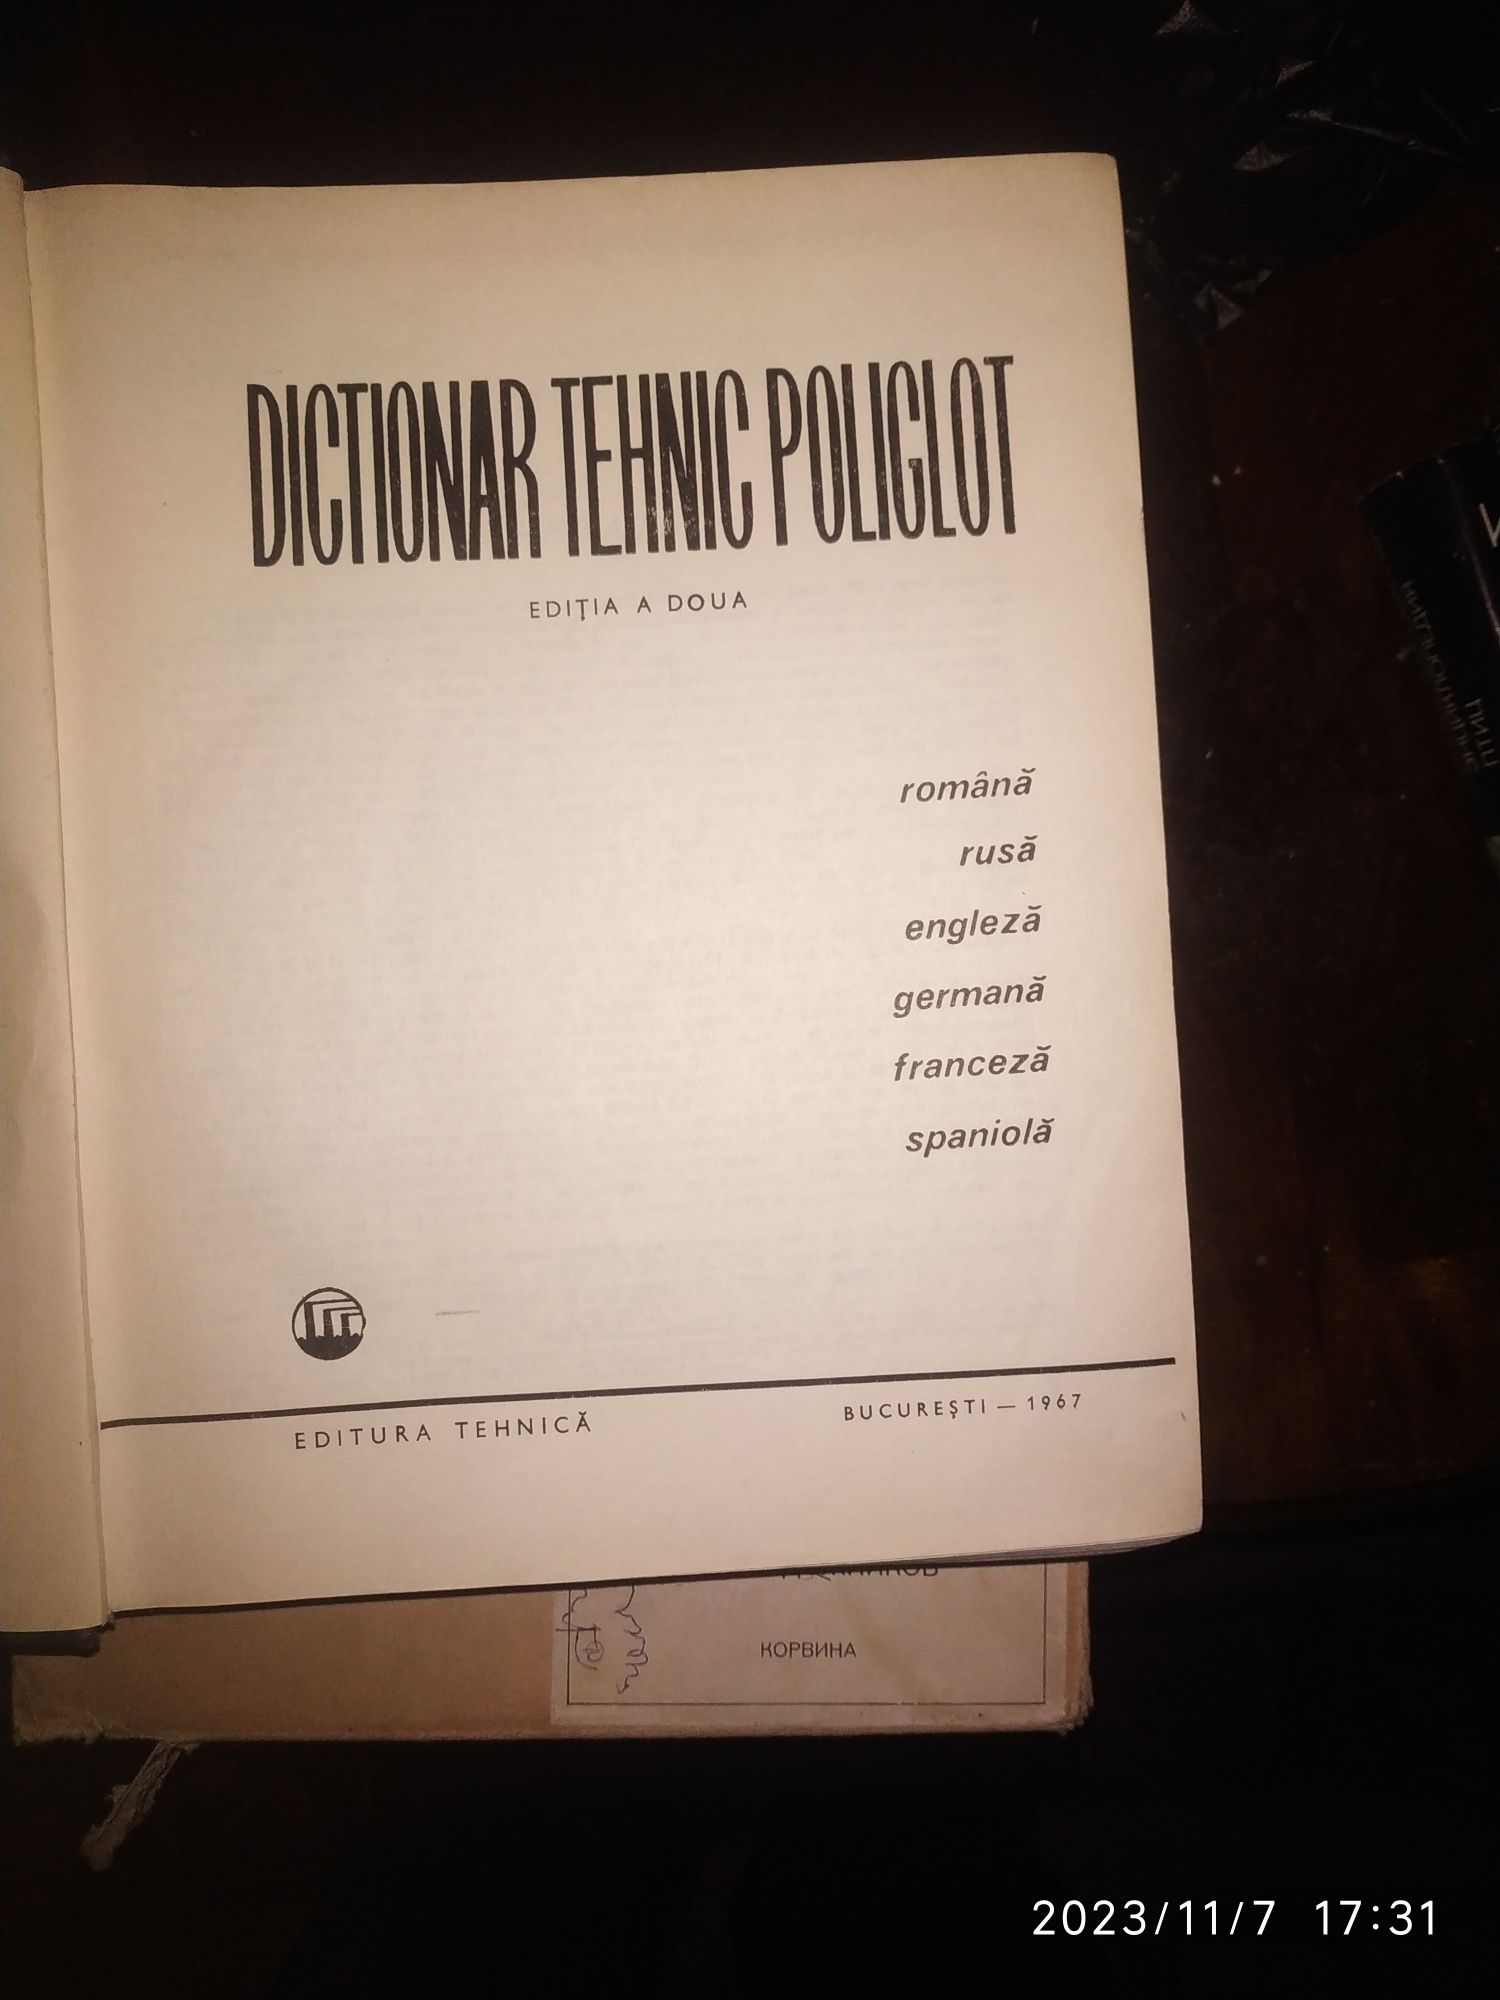 DICTIONAR TEHNIC POLIGLOT
EDIȚIA A DOUA
română
rusă
engleză
germană
franceză
spaniolă
EDITURA TEHNICĂ
BUCUREȘTI — 1967
КОРВИНА
2023/11/7 17:31